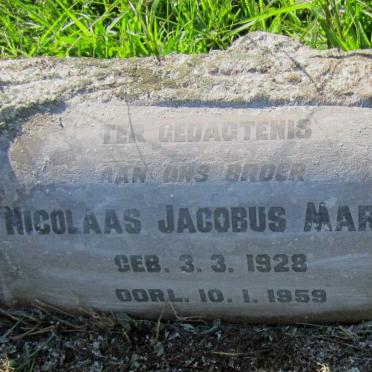 TER GEDAGTENIS
AAN ONS BROER
NICOLAAS JACOBUS MAR
GEB. 3. 3. 1928
OORL. 10. 1. 1959